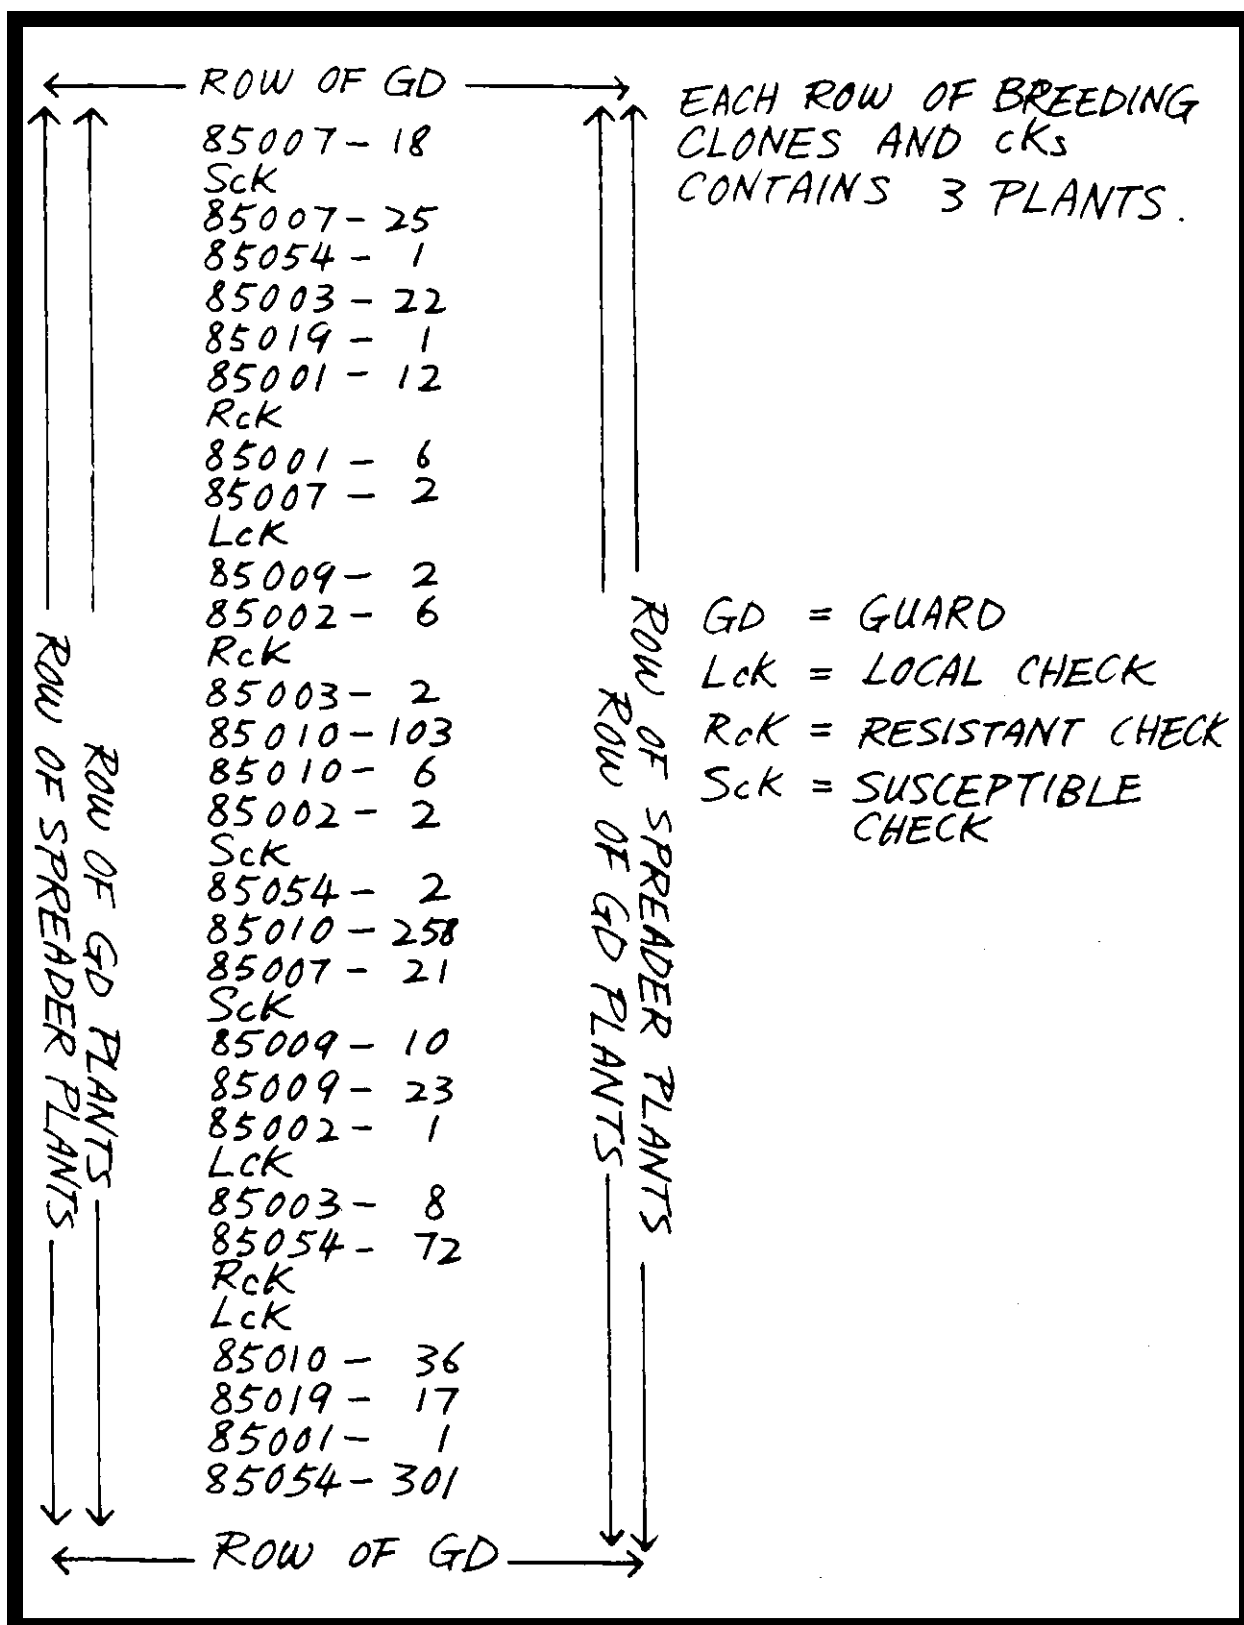 ROW OF GD
85007 - 18
Sck
85007 - 25
85054 - 1
85003 - 22
85019 - 1
85001 - 12
Rck
85001 - 6
85007 - 2
Lck
85009 - 2
85002 - 6
Rck
85003 - 2
85010 - 103
85010 - 6
85002 - 2
Sck
85054 - 2
85010 - 258
85007 - 21
Sck
85009 - 10
85009 - 23
85002 - 1
Lck
85003 - 8
85054 - 72
Rck
Lck
85010 - 36
85019 - 17
85001 - 1
85054 - 301
ROW OF GD
ROW OF SPREADER PLANTS
ROW OF GD PLANTS
ROW OF GD PLANTS
ROW OF SPREADER PLANTS
EACH ROW OF BREEDING
CLONES AND cKs
CONTAINS 3 PLANTS.
GD = GUARD
Lck = LOCAL CHECK
Rck = RESISTANT CHECK
Sck = SUSCEPTIBLE
CHECK